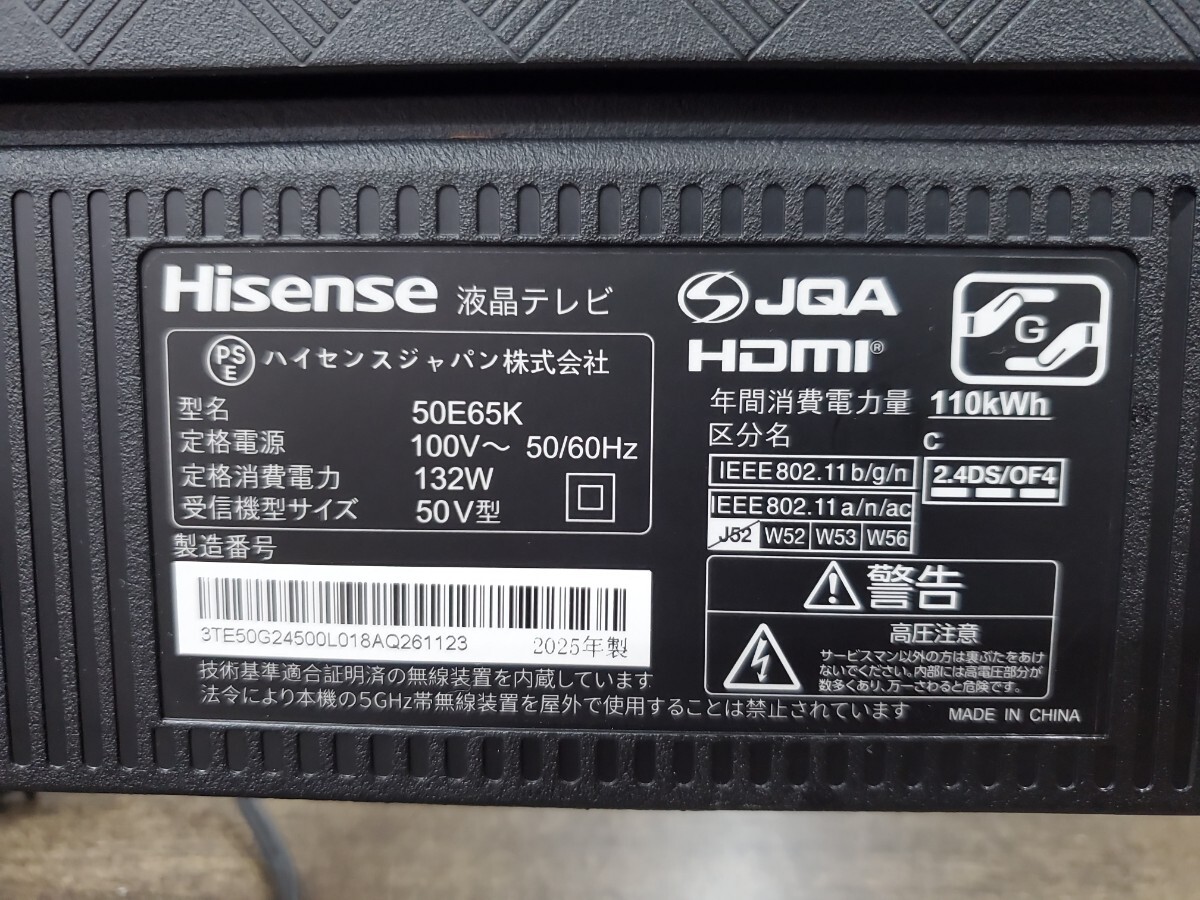 Hisense 液晶テレビ
PSE ハイセンスジャパン株式会社
型名 50E65K
定格電源 100V～ 50/60Hz
定格消費電力 132W
受信機型サイズ 50V型
製造番号
3TE50G24500L018AQ261123 2025年製
技術基準適合証明済の無線装置を内蔵しています
法令により本機の5GHz帯無線装置を屋外で使用することは禁止されています
JQA
HDMI®
G
年間消費電力量 110kWh
区分名 C
IEEE802.11b/g/n
2.4DS/OF4
IEEE802.11a/n/ac
J52 W52 W53 W56
警告
高圧注意
サービスマン以外の方は裏ぶたをあけ
ないでください。内部には高電圧部分が
数多くあり、万一さわると危険です。
MADE IN CHINA